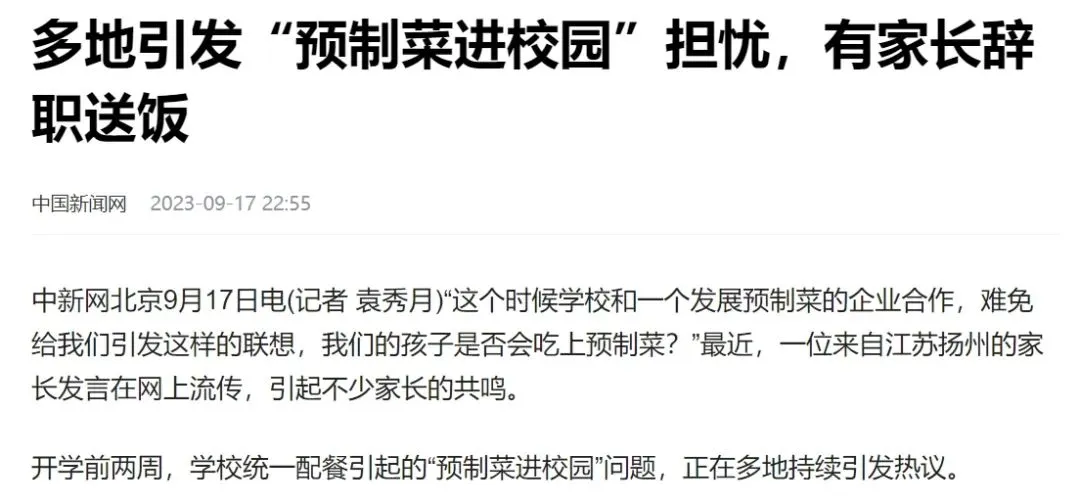 多地引发“预制菜进校园”担忧，有家长辞
职送饭
中国新闻网 2023-09-17 22:55
中新网北京9月17日电(记者 袁秀月)“这个时候学校和一个发展预制菜的企业合作，难免
给我们引发这样的联想，我们的孩子是否会吃上预制菜？”最近，一位来自江苏扬州的家
长发言在网上流传，引起不少家长的共鸣。
开学前两周，学校统一配餐引起的“预制菜进校园”问题，正在多地持续引发热议。